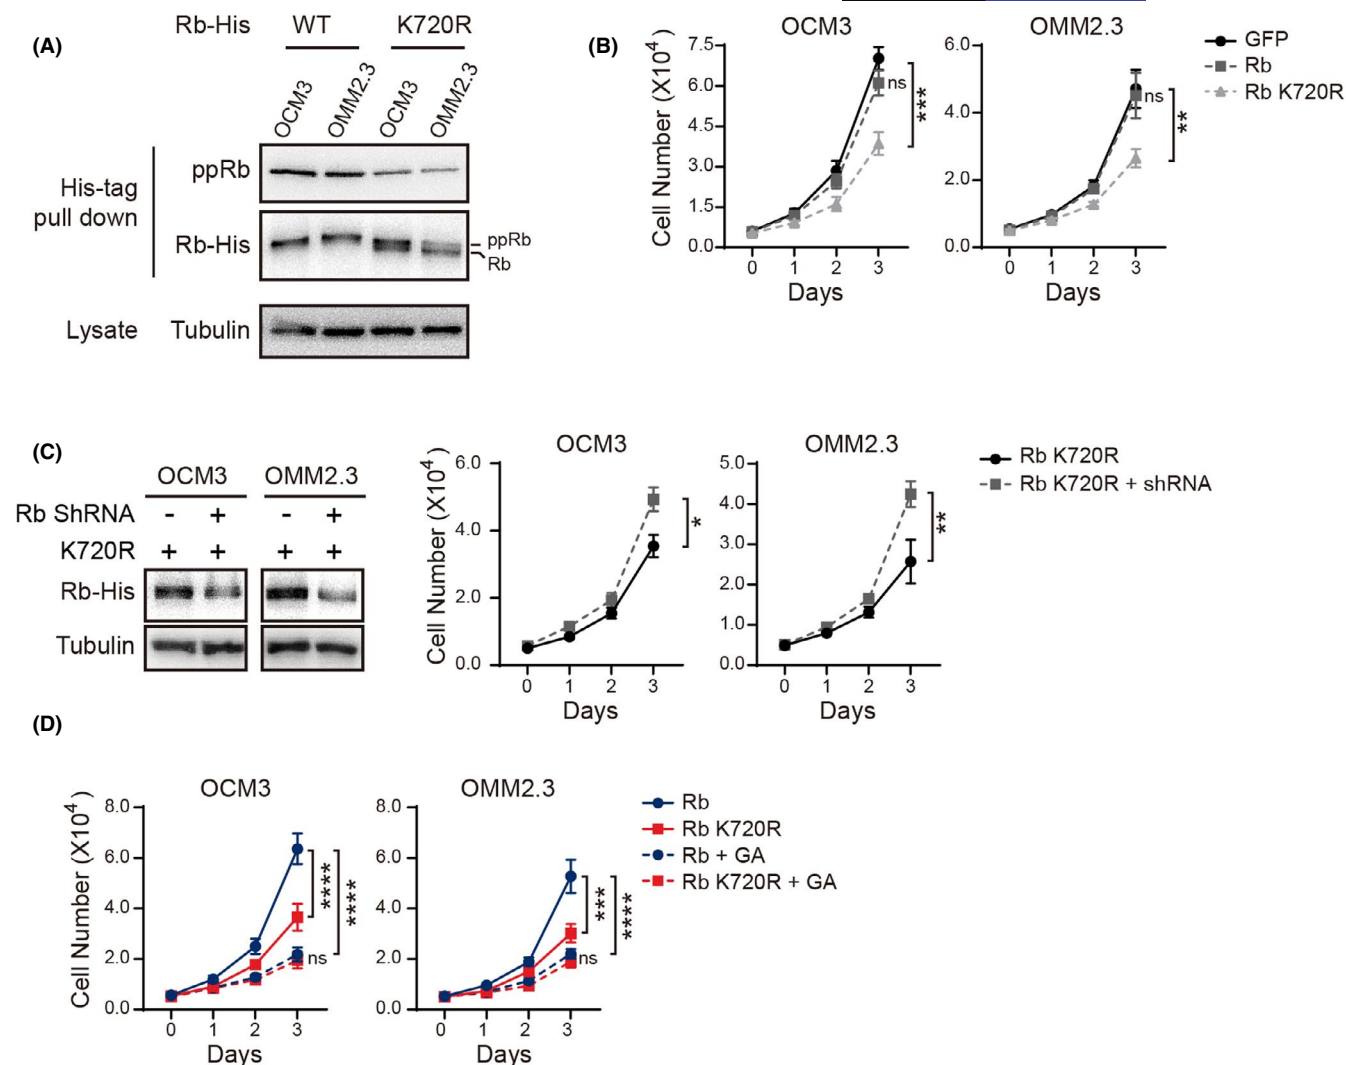 (A)
Rb-His WT K720R
OCM3 OMM2.3 OCM3 OMM2.3
His-tag
pull down
ppRb
Rb-His
ppRb
Rb
Lysate Tubulin
(B)
OCM3
Cell Number (X10⁴)
7.5
6.0
4.5
3.0
1.5
0.0
0 1 2 3
Days
ns
***
OMM2.3
6.0
4.0
2.0
0.0
0 1 2 3
Days
ns
**
GFP
Rb
Rb K720R
(C)
OCM3 OMM2.3
Rb ShRNA - + - +
K720R + + + +
Rb-His
Tubulin
OCM3
Cell Number (X10⁴)
6.0
4.0
2.0
0.0
0 1 2 3
Days
*
OMM2.3
5.0
4.0
3.0
2.0
1.0
0.0
0 1 2 3
Days
**
Rb K720R
Rb K720R + shRNA
(D)
OCM3
Cell Number (X10⁴)
8.0
6.0
4.0
2.0
0.0
0 1 2 3
Days
****
****
ns
OMM2.3
8.0
6.0
4.0
2.0
0.0
0 1 2 3
Days
***
****
ns
Rb
Rb K720R
Rb + GA
Rb K720R + GA